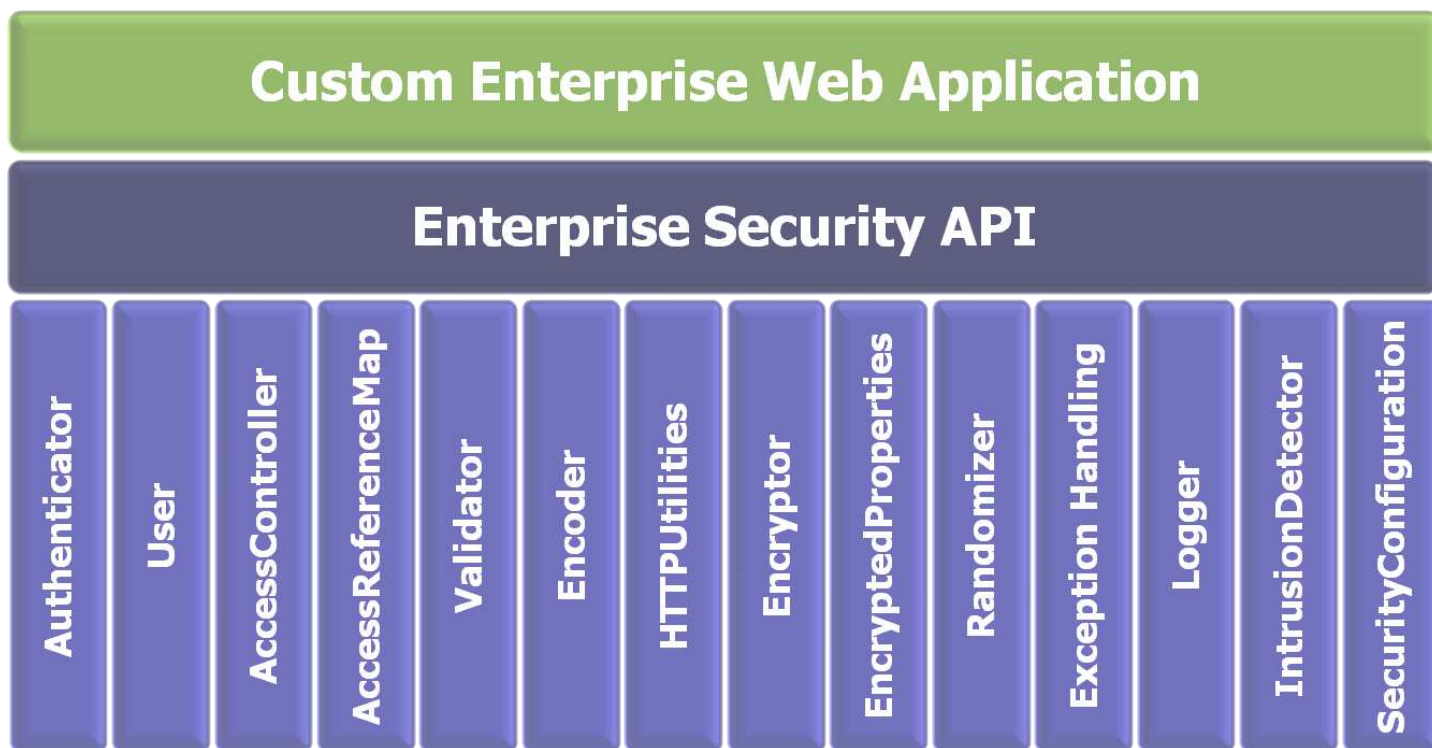 Custom Enterprise Web Application
Enterprise Security API
Authenticator
User
AccessController
AccessReferenceMap
Validator
Encoder
HTTPUtilities
Encryptor
EncryptedProperties
Randomizer
Exception Handling
Logger
IntrusionDetector
SecurityConfiguration